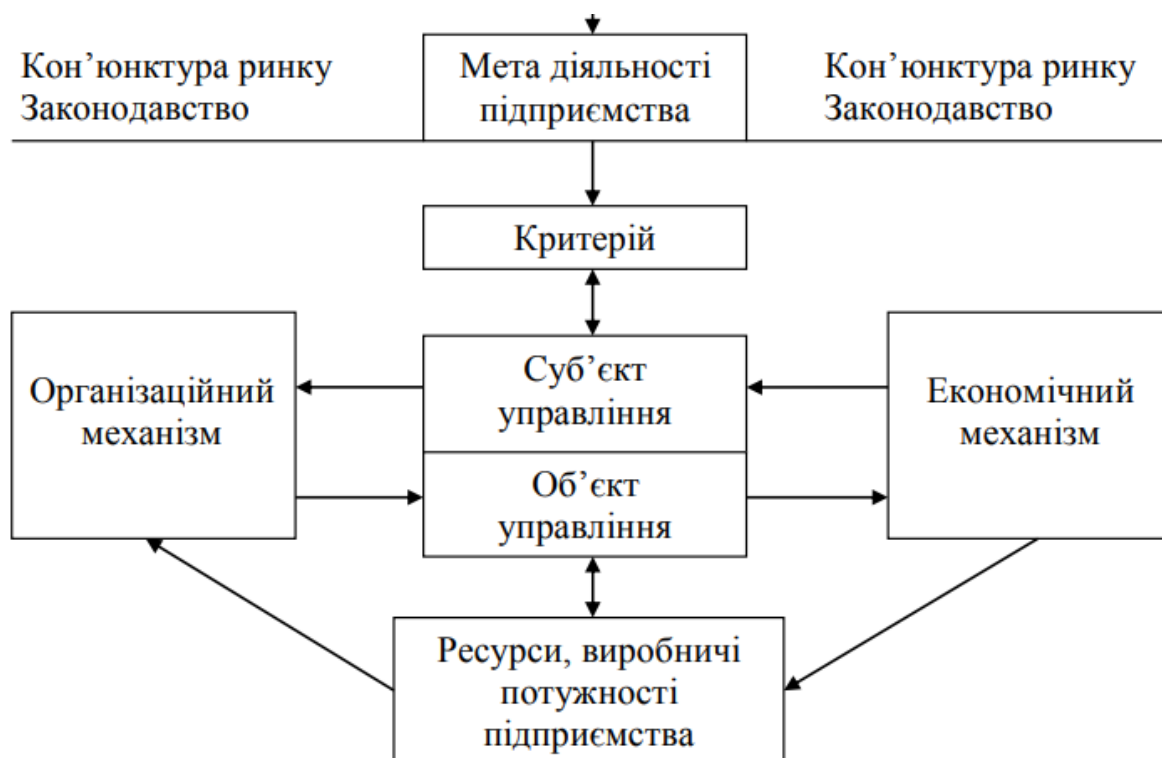 Кон’юнктура ринку
Законодавство
Мета діяльності
підприємства
Кон’юнктура ринку
Законодавство
Критерій
Організаційний
механізм
Суб’єкт
управління
Економічний
механізм
Об’єкт
управління
Ресурси, виробничі
потужності
підприємства